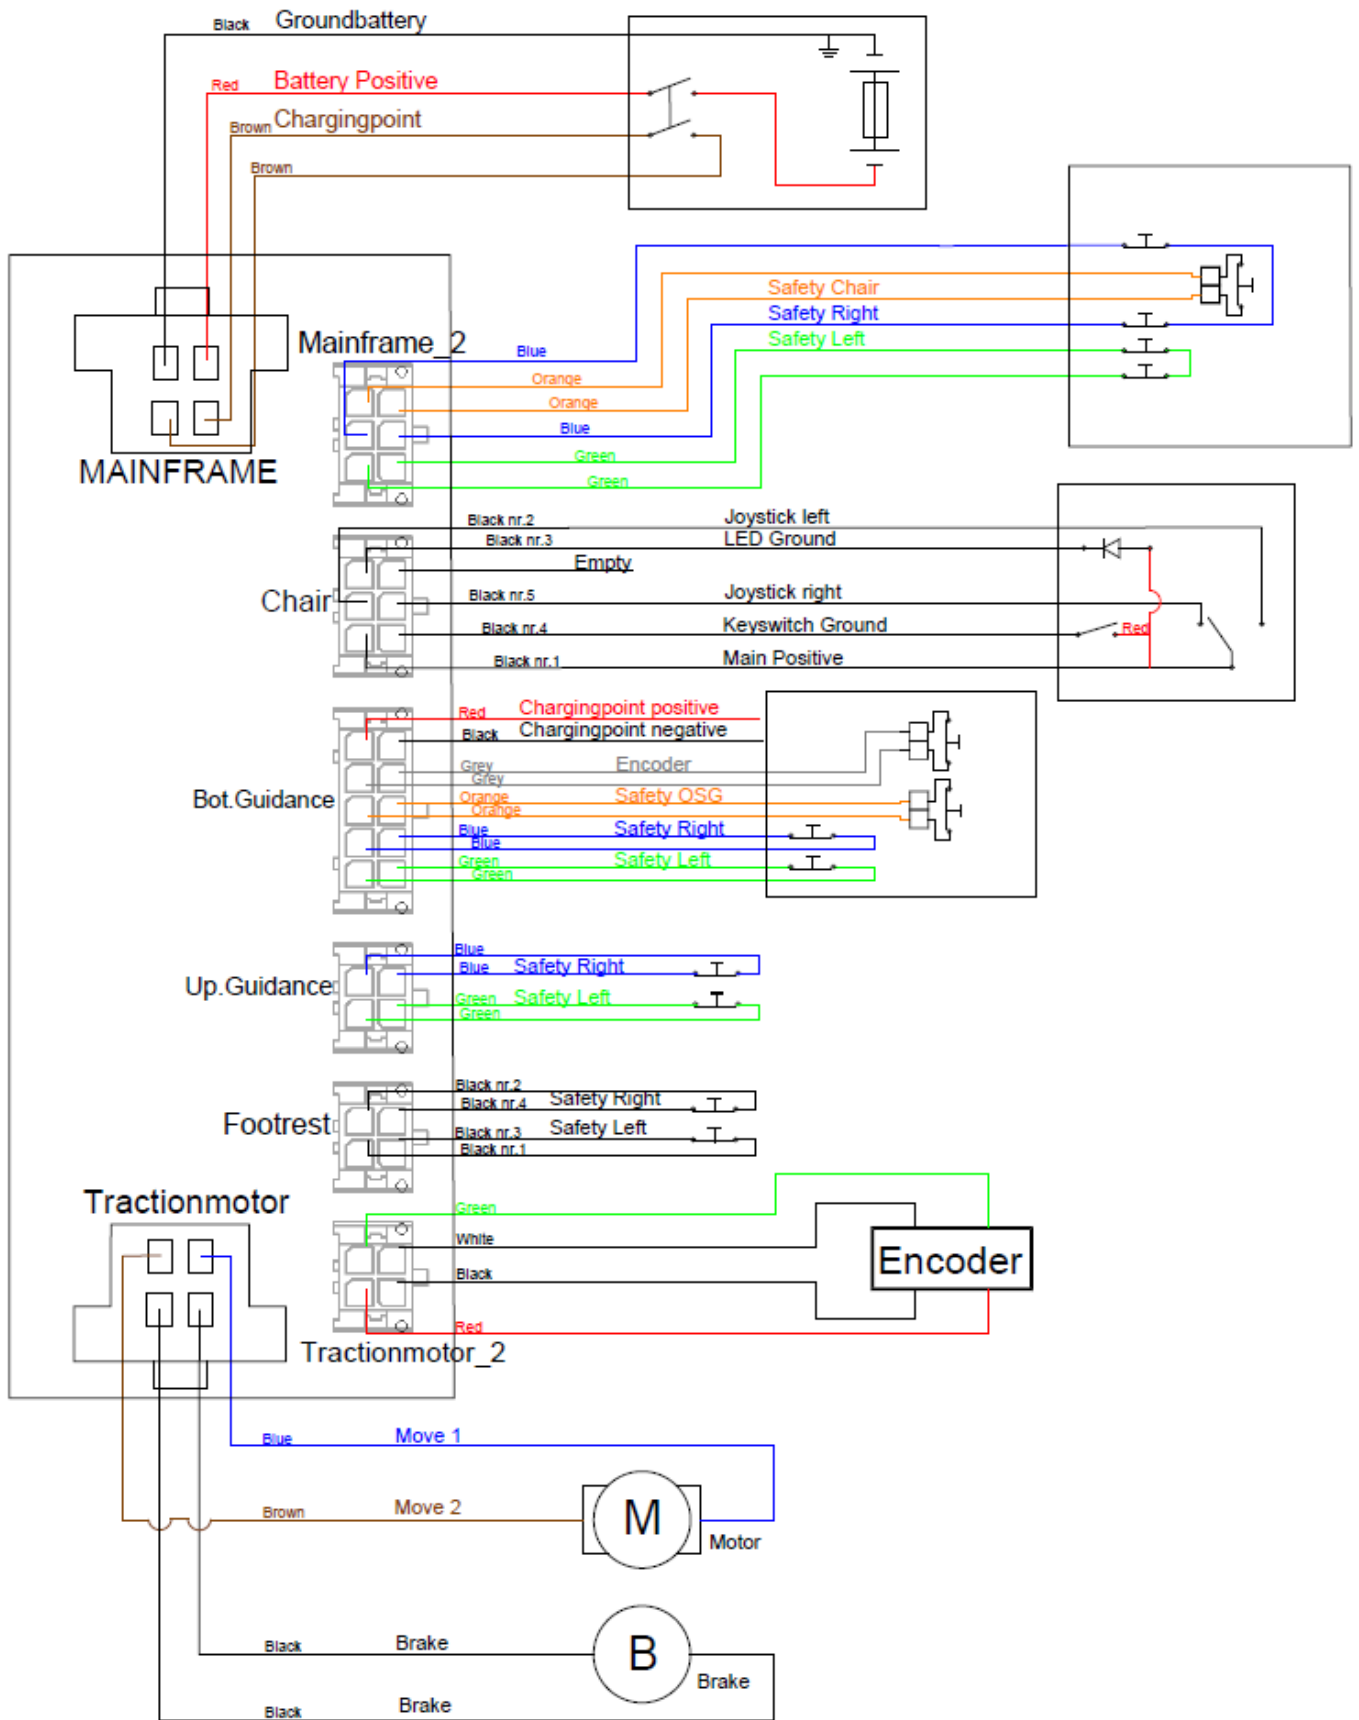 Black Groundbattery
Red Battery Positive
Brown Chargingpoint
Brown
MAINFRAME
Mainframe_2
Blue
Orange Safety Chair
Orange
Blue Safety Right
Green Safety Left
Green
Chair
Black nr.2 Joystick left
Black nr.3 LED Ground
Empty
Black nr.5 Joystick right
Black nr.4 Keyswitch Ground Red
Black nr.1 Main Positive
Bot.Guidance
Red Chargingpoint positive
Black Chargingpoint negative
Grey Encoder
Grey
Orange Safety OSG
Orange
Blue Safety Right
Blue
Green Safety Left
Green
Up.Guidance
Blue
Blue Safety Right
Green Safety Left
Green
Footrest
Black nr.2
Black nr.4 Safety Right
Black nr.3 Safety Left
Black nr.1
Tractionmotor
Green
White
Encoder
Black
Red
Tractionmotor_2
Blue Move 1
Brown Move 2
M
Motor
Black Brake
B
Brake
Black Brake